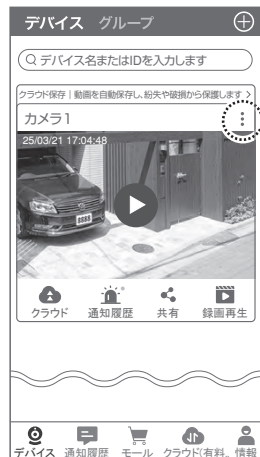 デバイス グループ
デバイス名またはIDを入力します
クラウド保存｜動画を自動保存し、紛失や破損から保護します >
カメラ1
25/03/21 17:04:48
クラウド 通知履歴 共有 録画再生
デバイス 通知履歴 モール クラウド(有料.. 情報